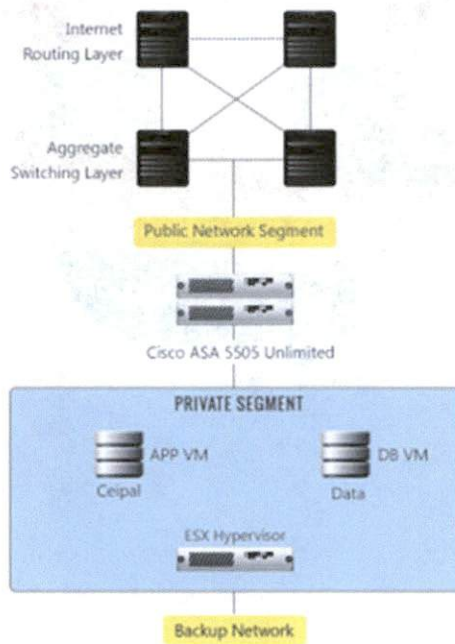 Internet
Routing Layer
Aggregate
Switching Layer
Public Network Segment
Cisco ASA 5505 Unlimited
PRIVATE SEGMENT
APP VM
DB VM
Ceipal
Data
ESX Hypervisor
Backup Network